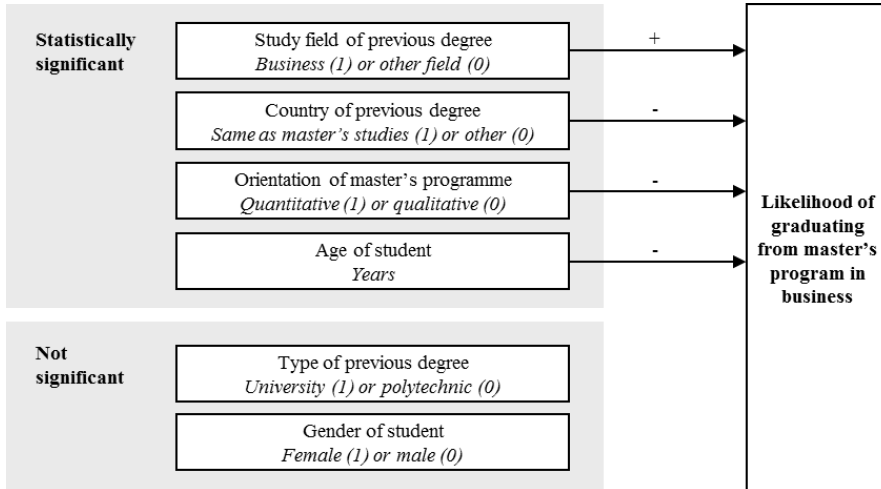 Statistically
significant
Study field of previous degree
Business (1) or other field (0)
+
Country of previous degree
Same as master's studies (1) or other (0)
-
Orientation of master's programme
Quantitative (1) or qualitative (0)
-
Age of student
Years
-
Likelihood of
graduating
from master's
program in
business
Not
significant
Type of previous degree
University (1) or polytechnic (0)
Gender of student
Female (1) or male (0)